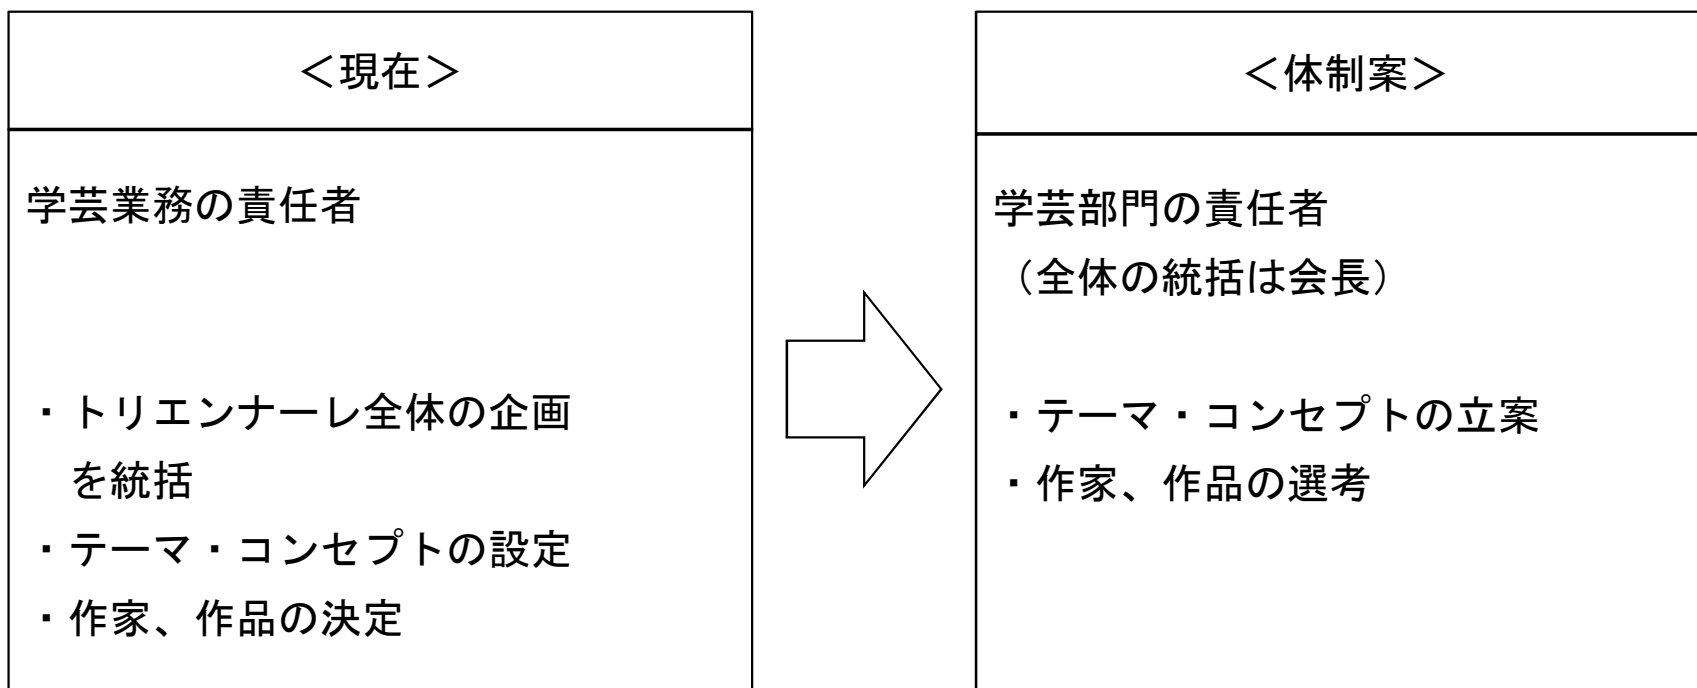 ＜現在＞
学芸業務の責任者
・トリエンナーレ全体の企画
を統括
・テーマ・コンセプトの設定
・作家、作品の決定
＜体制案＞
学芸部門の責任者
（全体の統括は会長）
・テーマ・コンセプトの立案
・作家、作品の選考